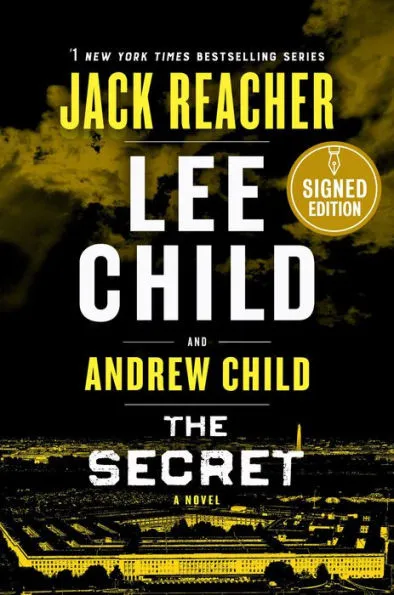 #1 NEW YORK TIMES BESTSELLING SERIES
JACK REACHER
LEE
CHILD
SIGNED
EDITION
AND
ANDREW CHILD
THE
SECRET
A NOVEL